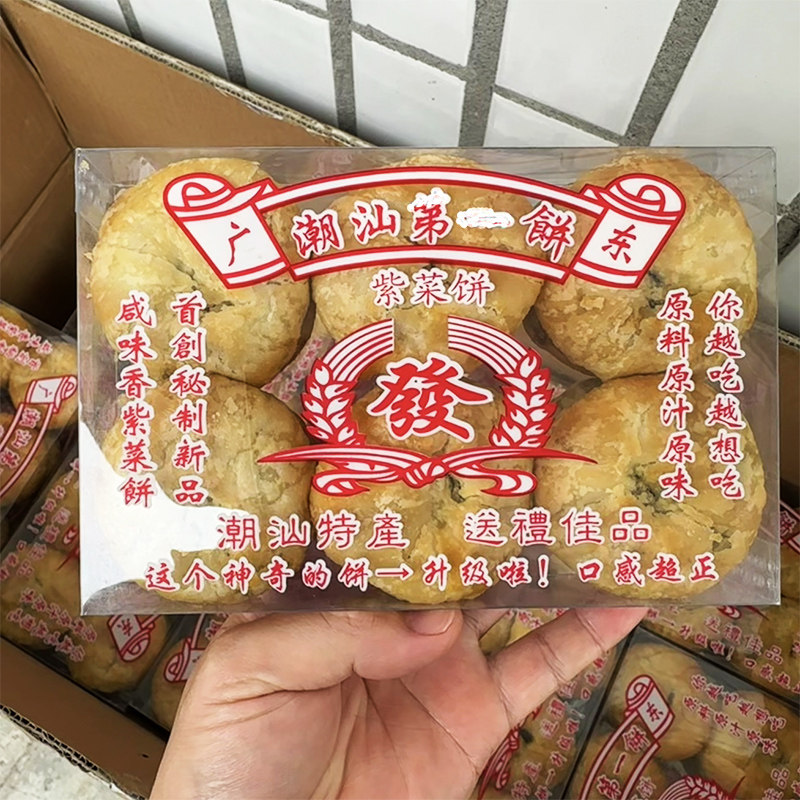 广 潮汕第 餅 东
紫菜饼
首創秘制新品
咸味香紫菜餅
你越吃越想吃
原料原汁原味
發
潮汕特產 送禮佳品
这个神奇的饼→升级啦！口感超正